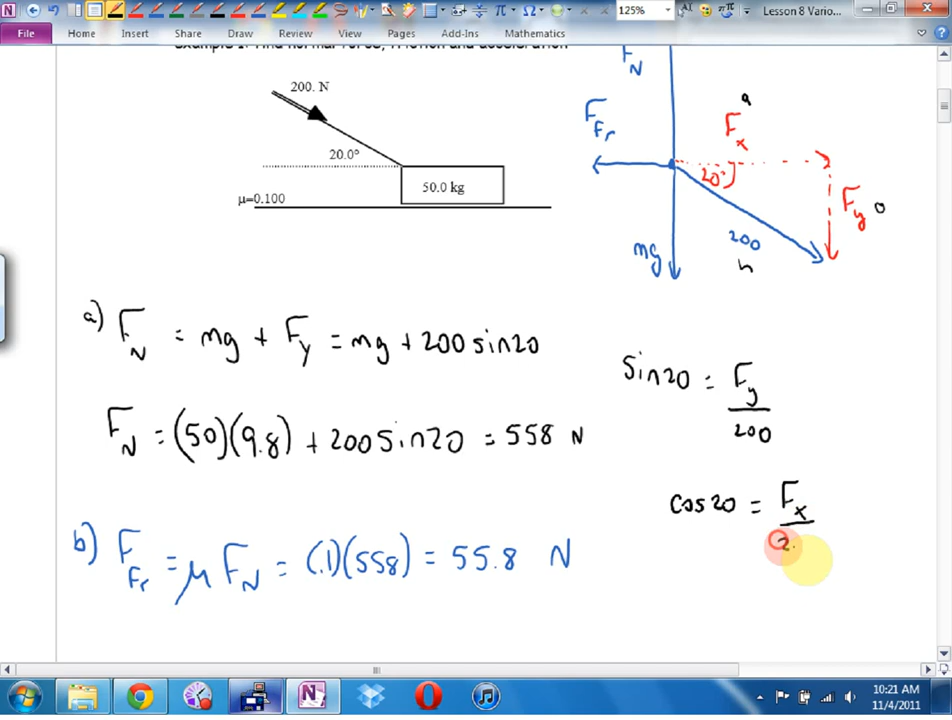 125%
Lesson 8 Vario...
File Home Insert Share Draw Review View Pages Add-Ins Mathematics
F_N
200. N
20.0°
50.0 kg
μ=0.100
F_Fr
F_x a
20°
F_y o
200
h
mg
a) F_N = mg + F_y = mg + 200 sin20
F_N = (50)(9.8) + 200 sin20 = 558 N
sin20 = F_y
200
cos20 = F_x
2
b) F_Fr = μ F_N = (.1)(558) = 55.8 N
10:21 AM
11/4/2011